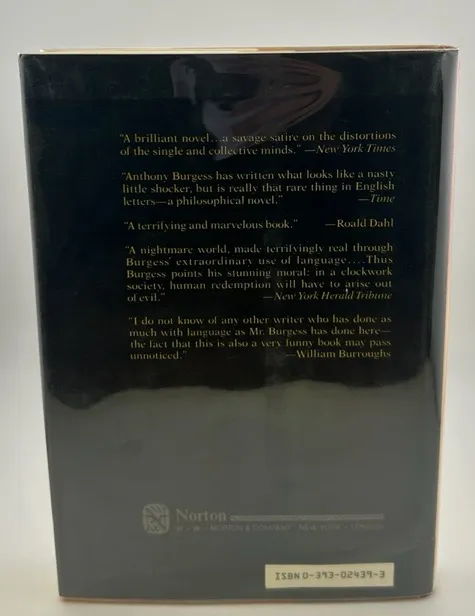 "A brilliant novel...a savage satire on the distortions
of the single and collective minds." —New York Times
"Anthony Burgess has written what looks like a nasty
little shocker, but is really that rare thing in English
letters—a philosophical novel." —Time
"A terrifying and marvelous book." —Roald Dahl
"A nightmare world, made terrifyingly real through
Burgess' extraordinary use of language....Thus
Burgess points his stunning moral: in a clockwork
society, human redemption will have to arise out
of evil." —New York Herald Tribune
"I do not know of any other writer who has done as
much with language as Mr. Burgess has done here—
the fact that this is also a very funny book may pass
unnoticed." —William Burroughs
Norton
W • W • NORTON & COMPANY NEW YORK • LONDON
ISBN 0-393-02439-3